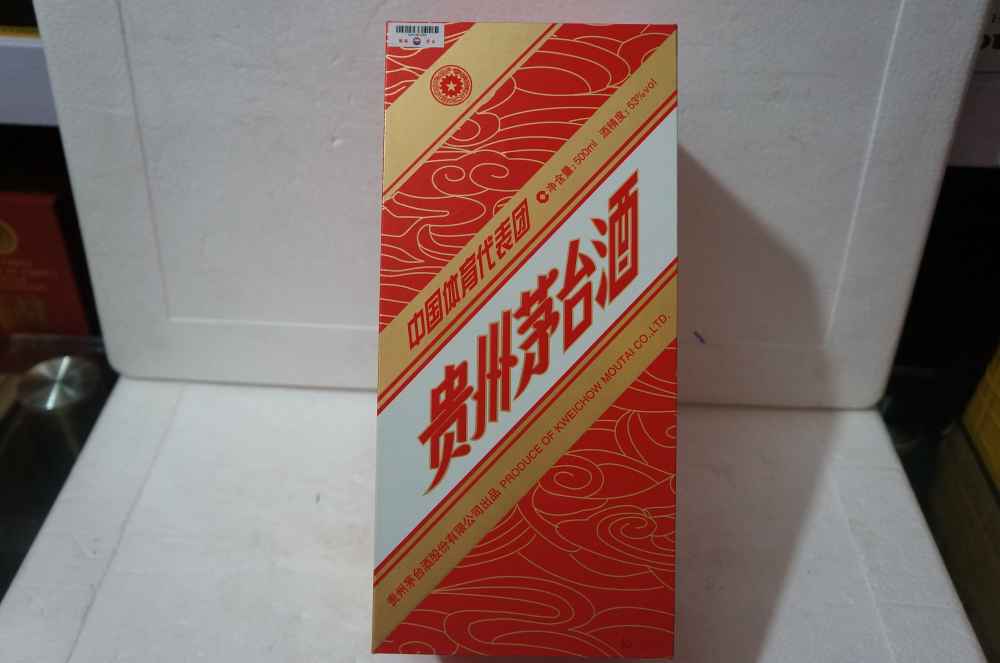 中国体育代表团
净含量:500ml 酒精度:53%vol
贵州茅台酒
贵州茅台酒股份有限公司出品 PRODUCE OF KWEICHOW MOUTAI CO.,LTD.